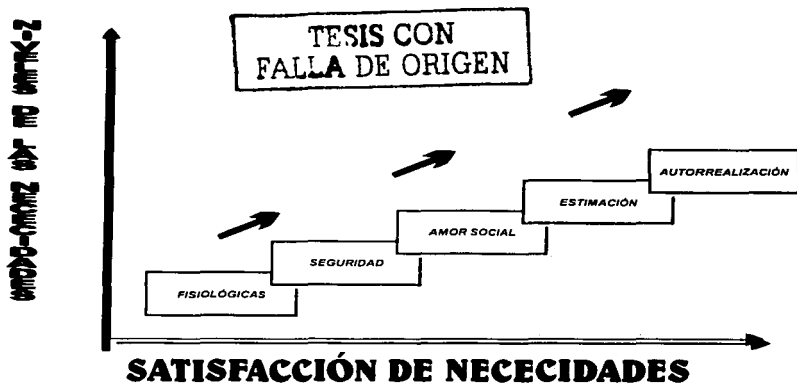 TESIS CON
FALLA DE ORIGEN
AUTORREALIZACIÓN
ESTIMACIÓN
AMOR SOCIAL
SEGURIDAD
FISIOLÓGICAS
SATISFACCIÓN DE NECECIDADES